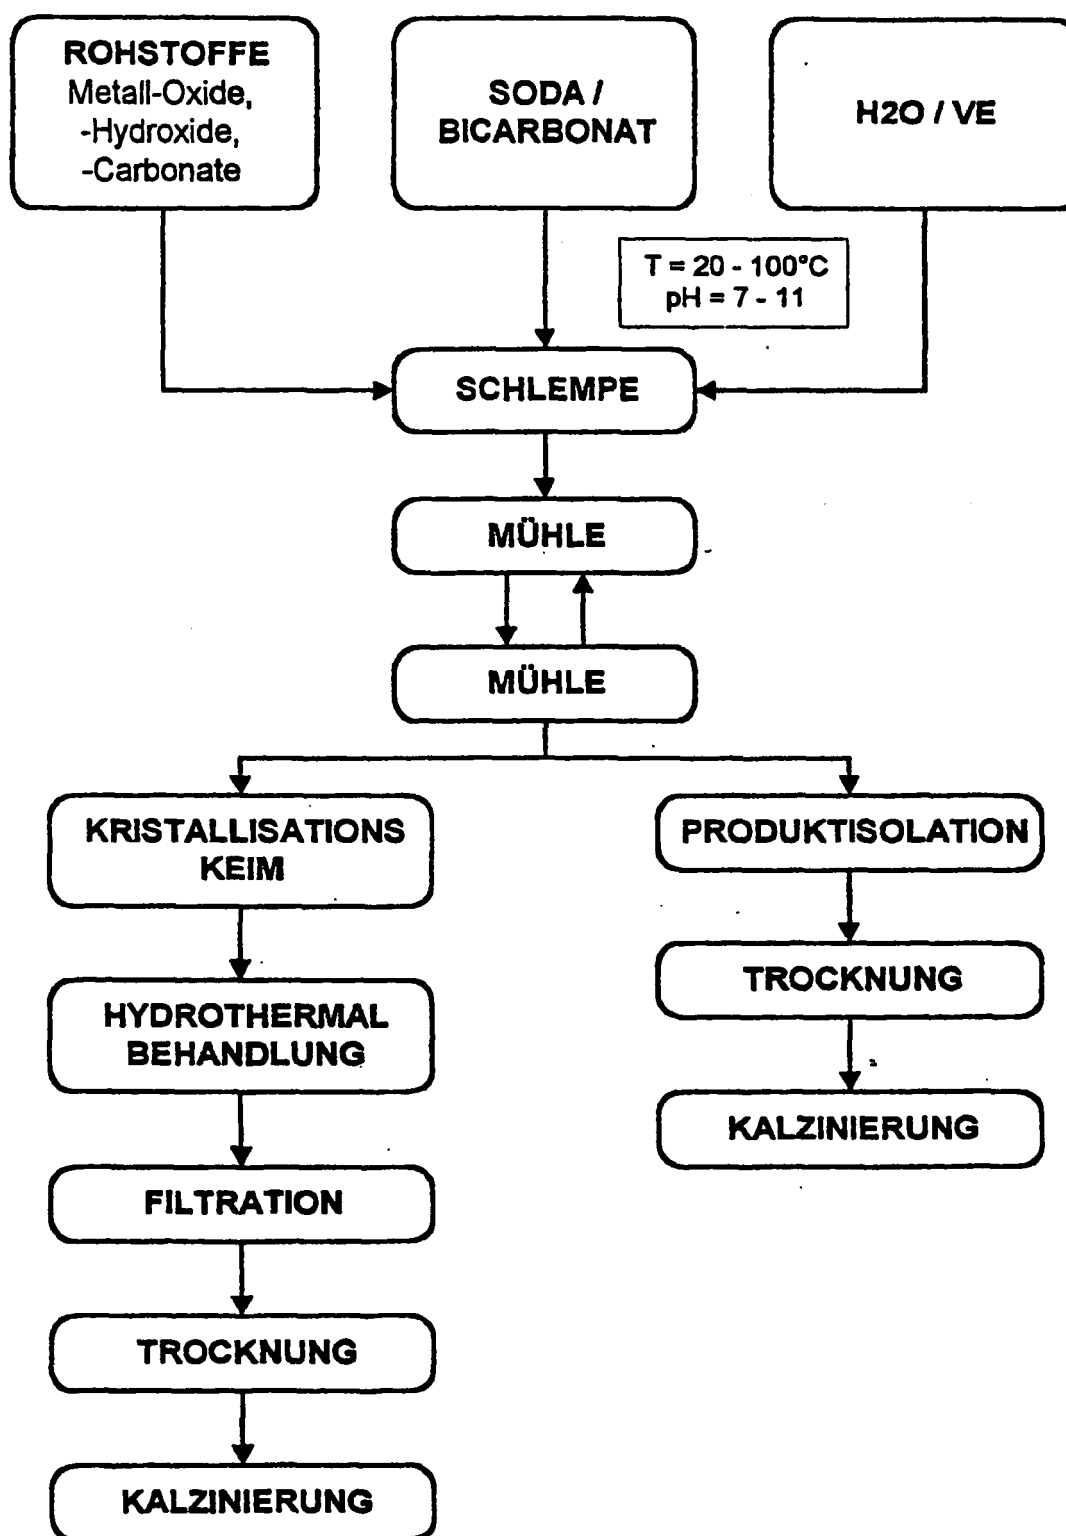 ROHSTOFFE
Metall-Oxide,
-Hydroxide,
-Carbonate
SODA /
BICARBONAT
H2O / VE
T = 20 - 100°C
pH = 7 - 11
SCHLEMPE
MÜHLE
MÜHLE
KRISTALLISATIONS
KEIM
PRODUKTISOLATION
HYDROTHERMAL
BEHANDLUNG
TROCKNUNG
FILTRATION
KALZINIERUNG
TROCKNUNG
KALZINIERUNG